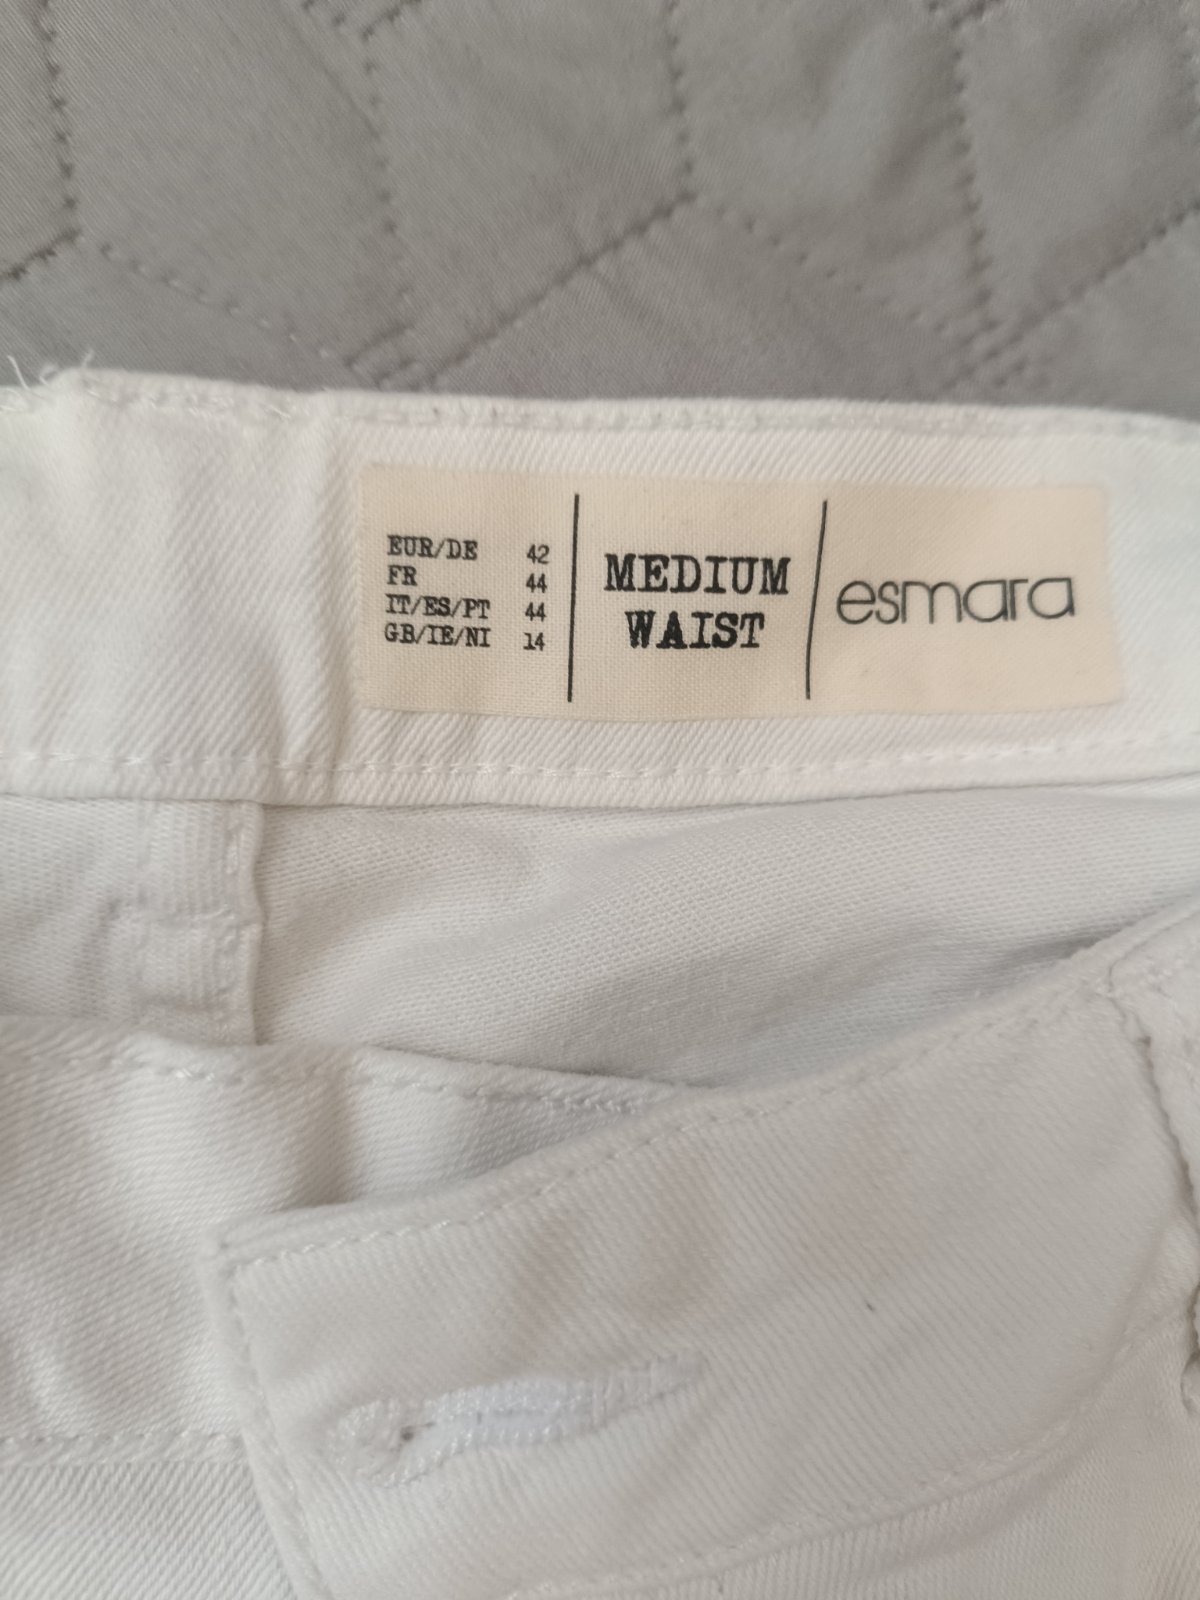 EUR/DE 42
FR 44
IT/ES/PT 44
GB/IE/NI 14
MEDIUM
WAIST
esmara